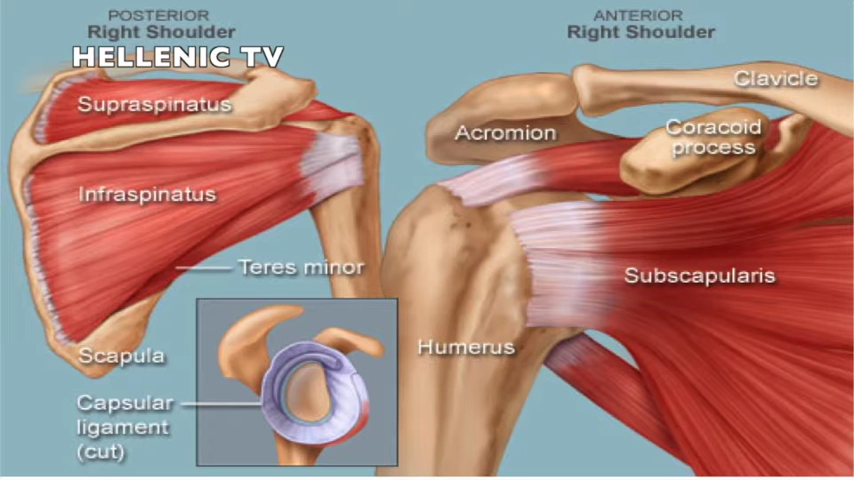 POSTERIOR
Right Shoulder
HELLENIC TV
Supraspinatus
Infraspinatus
Teres minor
Scapula
Capsular
ligament
(cut)
ANTERIOR
Right Shoulder
Clavicle
Acromion
Coracoid
process
Subscapularis
Humerus